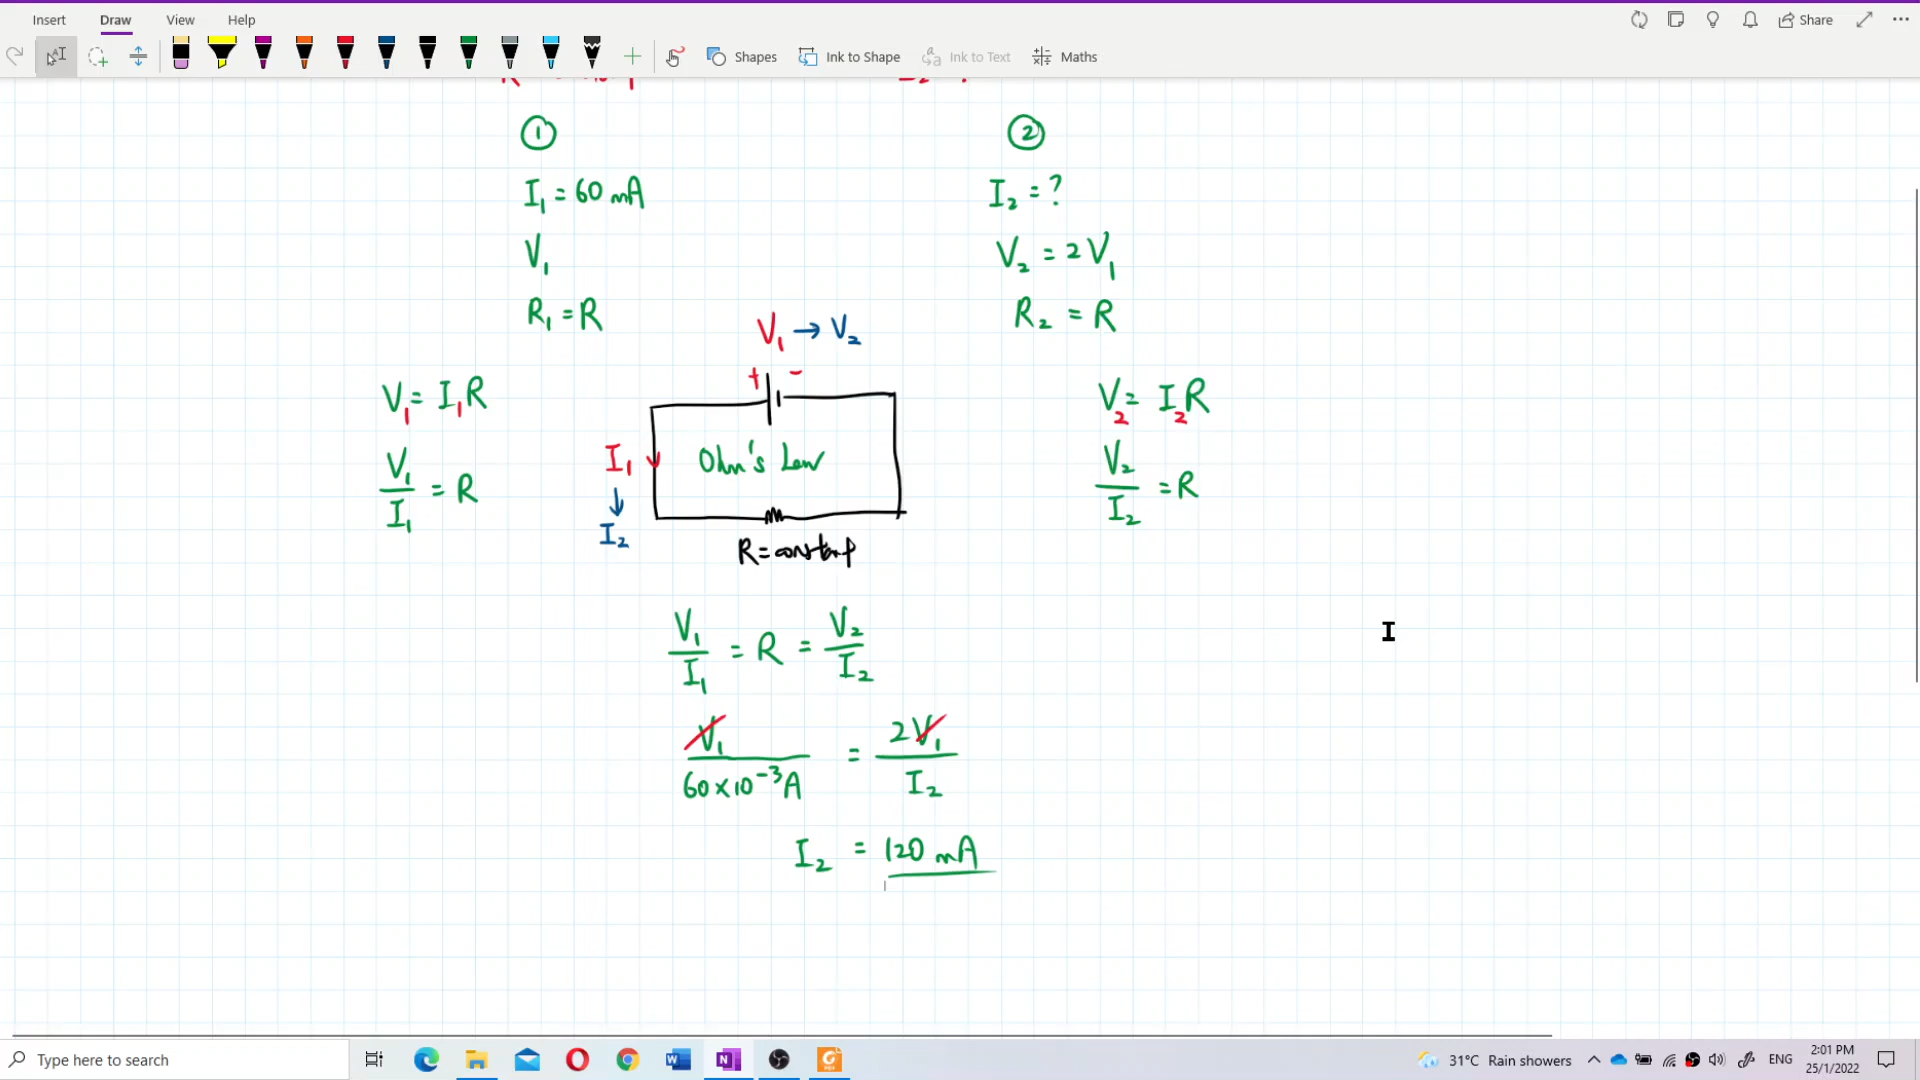 Insert Draw View Help
Share
Shapes Ink to Shape Ink to Text Maths
① ②
I₁ = 60 mA I₂ = ?
V₁ V₂ = 2V₁
R₁ = R R₂ = R
V₁ → V₂
+ -
V₁ = I₁R V₂ = I₂R
I₁ Ohm's Law
↓
I₂
V₁/I₁ = R V₂/I₂ = R
R = constant
V₁/I₁ = R = V₂/I₂
V₁/60×10⁻³A = 2V₁/I₂
I₂ = 120 mA
Type here to search
31°C Rain showers
ENG
2:01 PM
25/1/2022